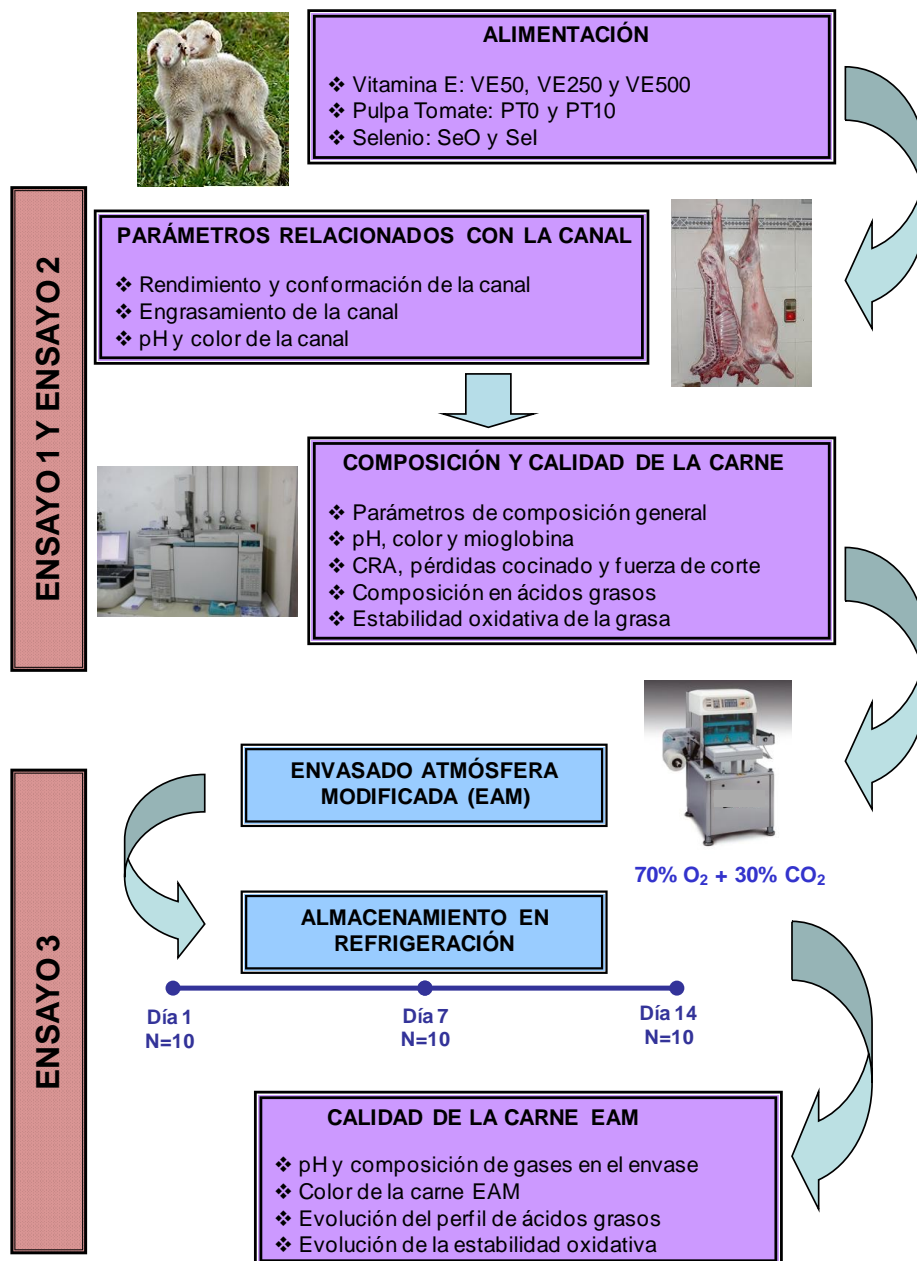 ALIMENTACIÓN
❖ Vitamina E: VE50, VE250 y VE500
❖ Pulpa Tomate: PT0 y PT10
❖ Selenio: SeO y SeI
ENSAYO 1 Y ENSAYO 2
PARÁMETROS RELACIONADOS CON LA CANAL
❖ Rendimiento y conformación de la canal
❖ Engrasamiento de la canal
❖ pH y color de la canal
COMPOSICIÓN Y CALIDAD DE LA CARNE
❖ Parámetros de composición general
❖ pH, color y mioglobina
❖ CRA, pérdidas cocinado y fuerza de corte
❖ Composición en ácidos grasos
❖ Estabilidad oxidativa de la grasa
ENSAYO 3
ENVASADO ATMÓSFERA
MODIFICADA (EAM)
70% O₂ + 30% CO₂
ALMACENAMIENTO EN
REFRIGERACIÓN
Día 1
N=10
Día 7
N=10
Día 14
N=10
CALIDAD DE LA CARNE EAM
❖ pH y composición de gases en el envase
❖ Color de la carne EAM
❖ Evolución del perfil de ácidos grasos
❖ Evolución de la estabilidad oxidativa